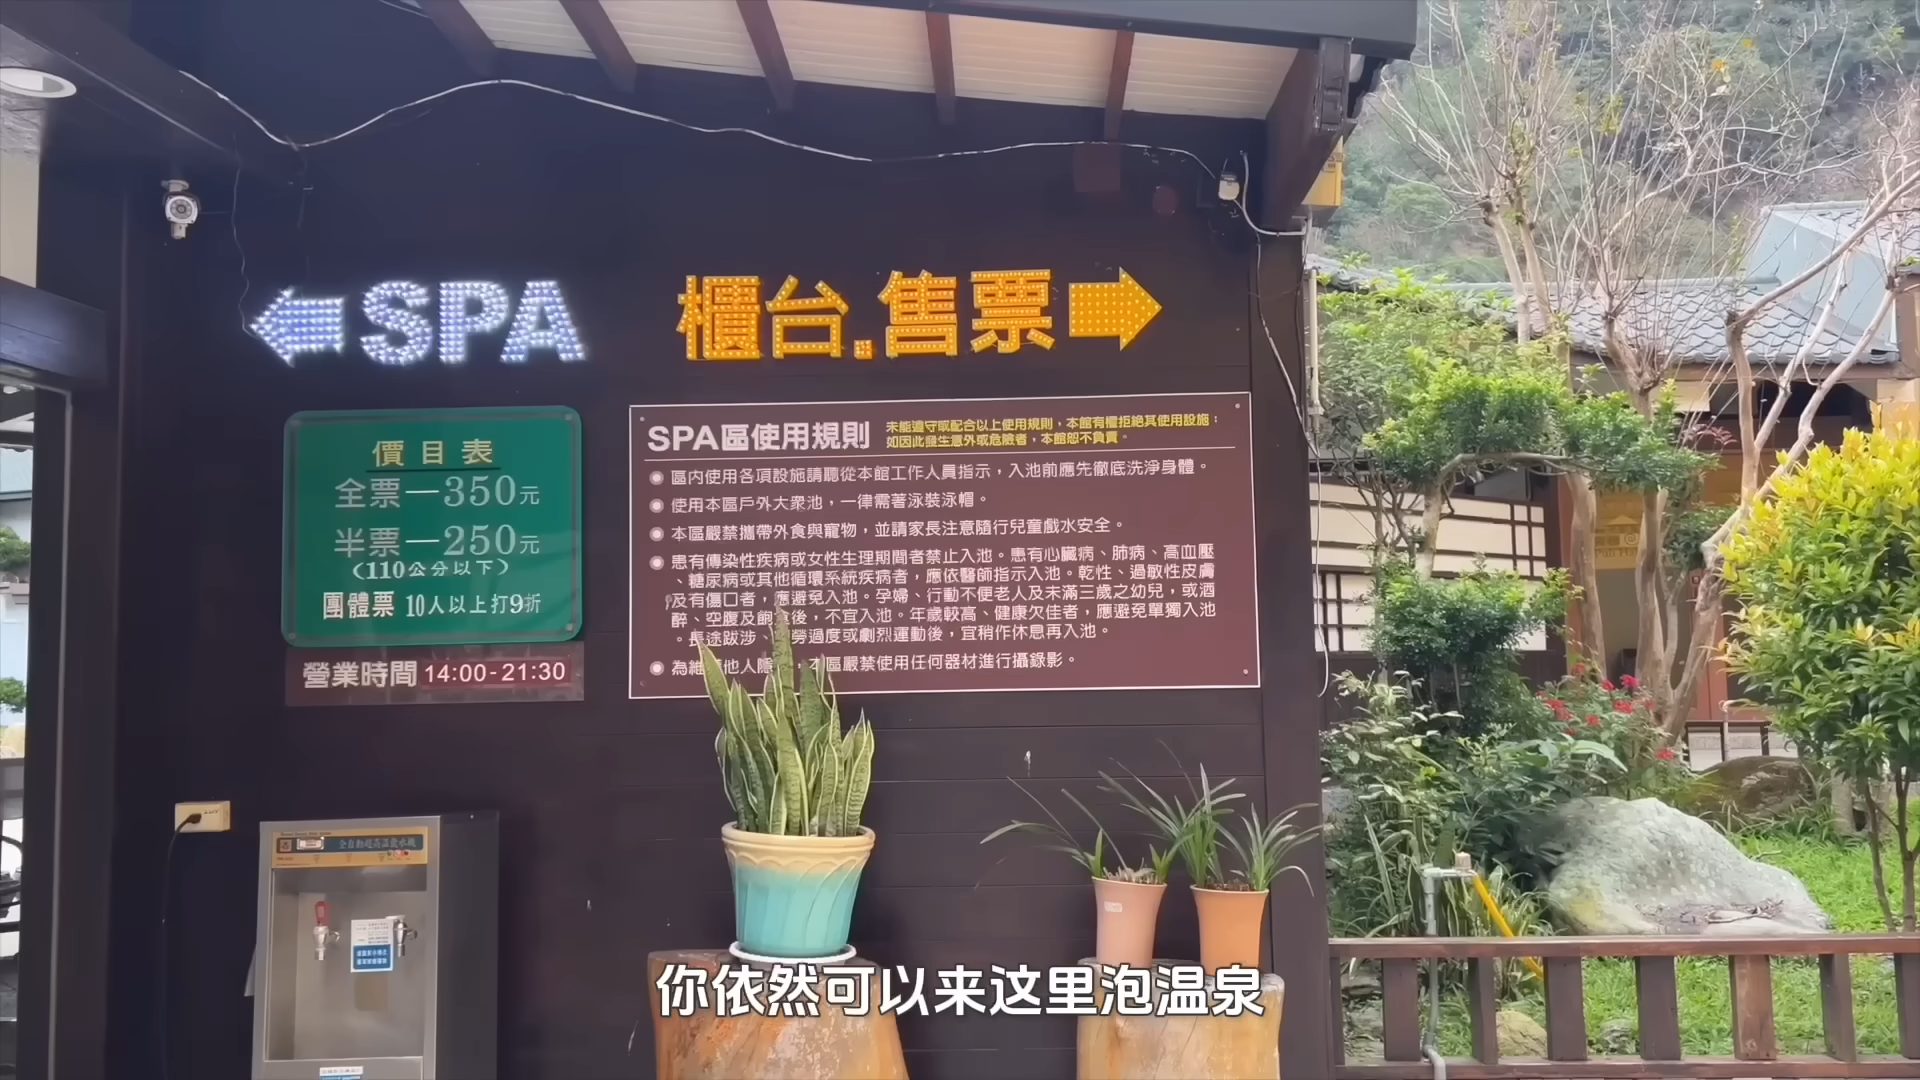 SPA
櫃台.售票
價目表
全票—350元
半票—250元
(110公分以下)
團體票 10人以上打9折
營業時間 14:00-21:30
SPA區使用規則
未能遵守或配合以上使用規則，本館有權拒絕其使用設施；
如因此發生意外或危險者，本館恕不負責。
區內使用各項設施請聽從本館工作人員指示，入池前應先徹底洗淨身體。
使用本區戶外大眾池，一律需著泳裝泳帽。
本區嚴禁攜帶外食與寵物，並請家長注意隨行兒童戲水安全。
患有傳染性疾病或女性生理期間者禁止入池。患有心臟病、肺病、高血壓
、糖尿病或其他循環系統疾病者，應依醫師指示入池。乾性、過敏性皮膚
及有傷口者，應避免入池。孕婦、行動不便老人及未滿三歲之幼兒，或酒
醉、空腹及飽後，不宜入池。年歲較高、健康欠佳者，應避免單獨入池
。長途跋涉、勞過度或劇烈運動後，宜稍作休息再入池。
為維他人隱，本區嚴禁使用任何器材進行攝錄影。
全自動超高溫飲水機
你依然可以来这里泡温泉